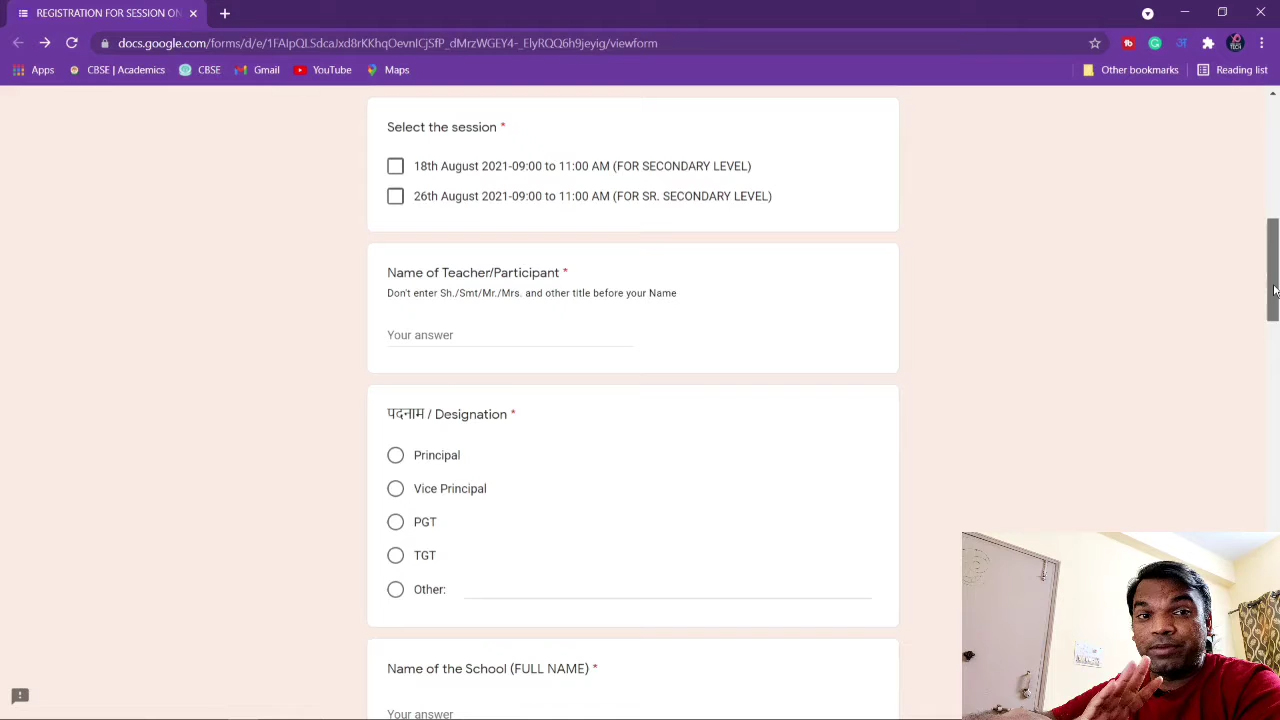 REGISTRATION FOR SESSION ON
docs.google.com/forms/d/e/1FAIpQLSdcaJxd8rKKhqOevnICjSfP_dMrzWGEY4-_ElyRQQ6h9jeyig/viewform
Apps CBSE | Academics CBSE Gmail YouTube Maps Other bookmarks Reading list
Select the session *
18th August 2021-09:00 to 11:00 AM (FOR SECONDARY LEVEL)
26th August 2021-09:00 to 11:00 AM (FOR SR. SECONDARY LEVEL)
Name of Teacher/Participant *
Don't enter Sh./Smt/Mr./Mrs. and other title before your Name
Your answer
पदनाम / Designation *
Principal
Vice Principal
PGT
TGT
Other:
Name of the School (FULL NAME) *
Your answer